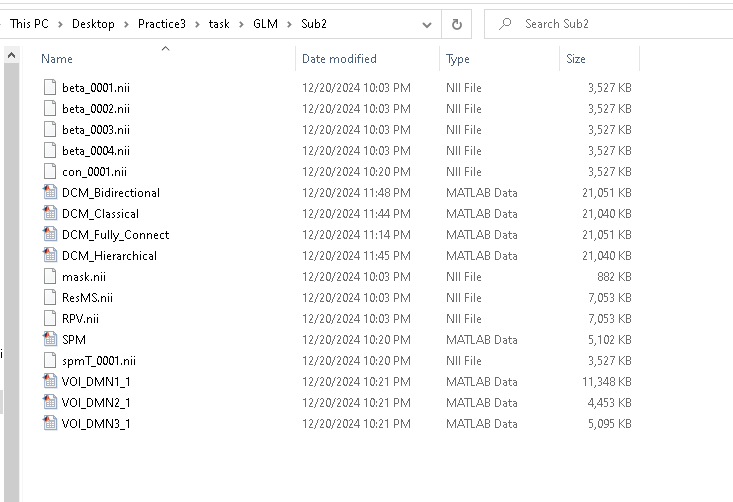 This PC > Desktop > Practice3 > task > GLM > Sub2 Search Sub2
Name Date modified Type Size
beta_0001.nii 12/20/2024 10:03 PM NII File 3,527 KB
beta_0002.nii 12/20/2024 10:03 PM NII File 3,527 KB
beta_0003.nii 12/20/2024 10:03 PM NII File 3,527 KB
beta_0004.nii 12/20/2024 10:03 PM NII File 3,527 KB
con_0001.nii 12/20/2024 10:20 PM NII File 3,527 KB
DCM_Bidirectional 12/20/2024 11:48 PM MATLAB Data 21,051 KB
DCM_Classical 12/20/2024 11:44 PM MATLAB Data 21,040 KB
DCM_Fully_Connect 12/20/2024 11:14 PM MATLAB Data 21,051 KB
DCM_Hierarchical 12/20/2024 11:45 PM MATLAB Data 21,040 KB
mask.nii 12/20/2024 10:03 PM NII File 882 KB
ResMS.nii 12/20/2024 10:03 PM NII File 7,053 KB
RPV.nii 12/20/2024 10:03 PM NII File 7,053 KB
SPM 12/20/2024 10:20 PM MATLAB Data 5,102 KB
spmT_0001.nii 12/20/2024 10:20 PM NII File 3,527 KB
VOI_DMN1_1 12/20/2024 10:21 PM MATLAB Data 11,348 KB
VOI_DMN2_1 12/20/2024 10:21 PM MATLAB Data 4,453 KB
VOI_DMN3_1 12/20/2024 10:21 PM MATLAB Data 5,095 KB